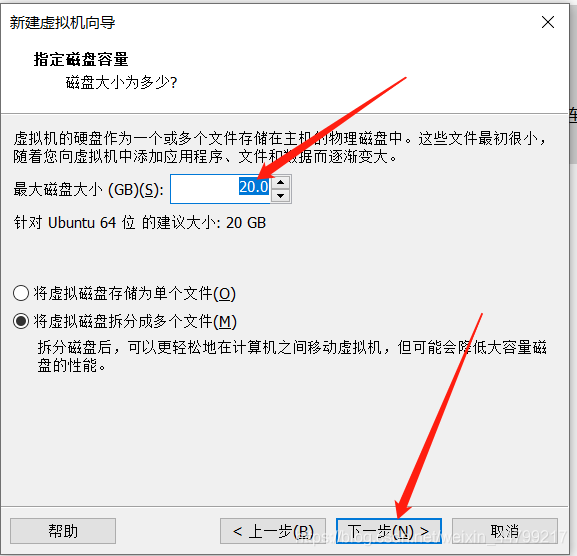 新建虚拟机向导
指定磁盘容量
磁盘大小为多少?
虚拟机的硬盘作为一个或多个文件存储在主机的物理磁盘中。这些文件最初很小，
随着您向虚拟机中添加应用程序、文件和数据而逐渐变大。
最大磁盘大小 (GB)(S): 20.0
针对 Ubuntu 64 位 的建议大小: 20 GB
将虚拟磁盘存储为单个文件(O)
将虚拟磁盘拆分成多个文件(M)
拆分磁盘后，可以更轻松地在计算机之间移动虚拟机，但可能会降低大容量磁
盘的性能。
帮助 < 上一步(B) 下一步(N) > 取消